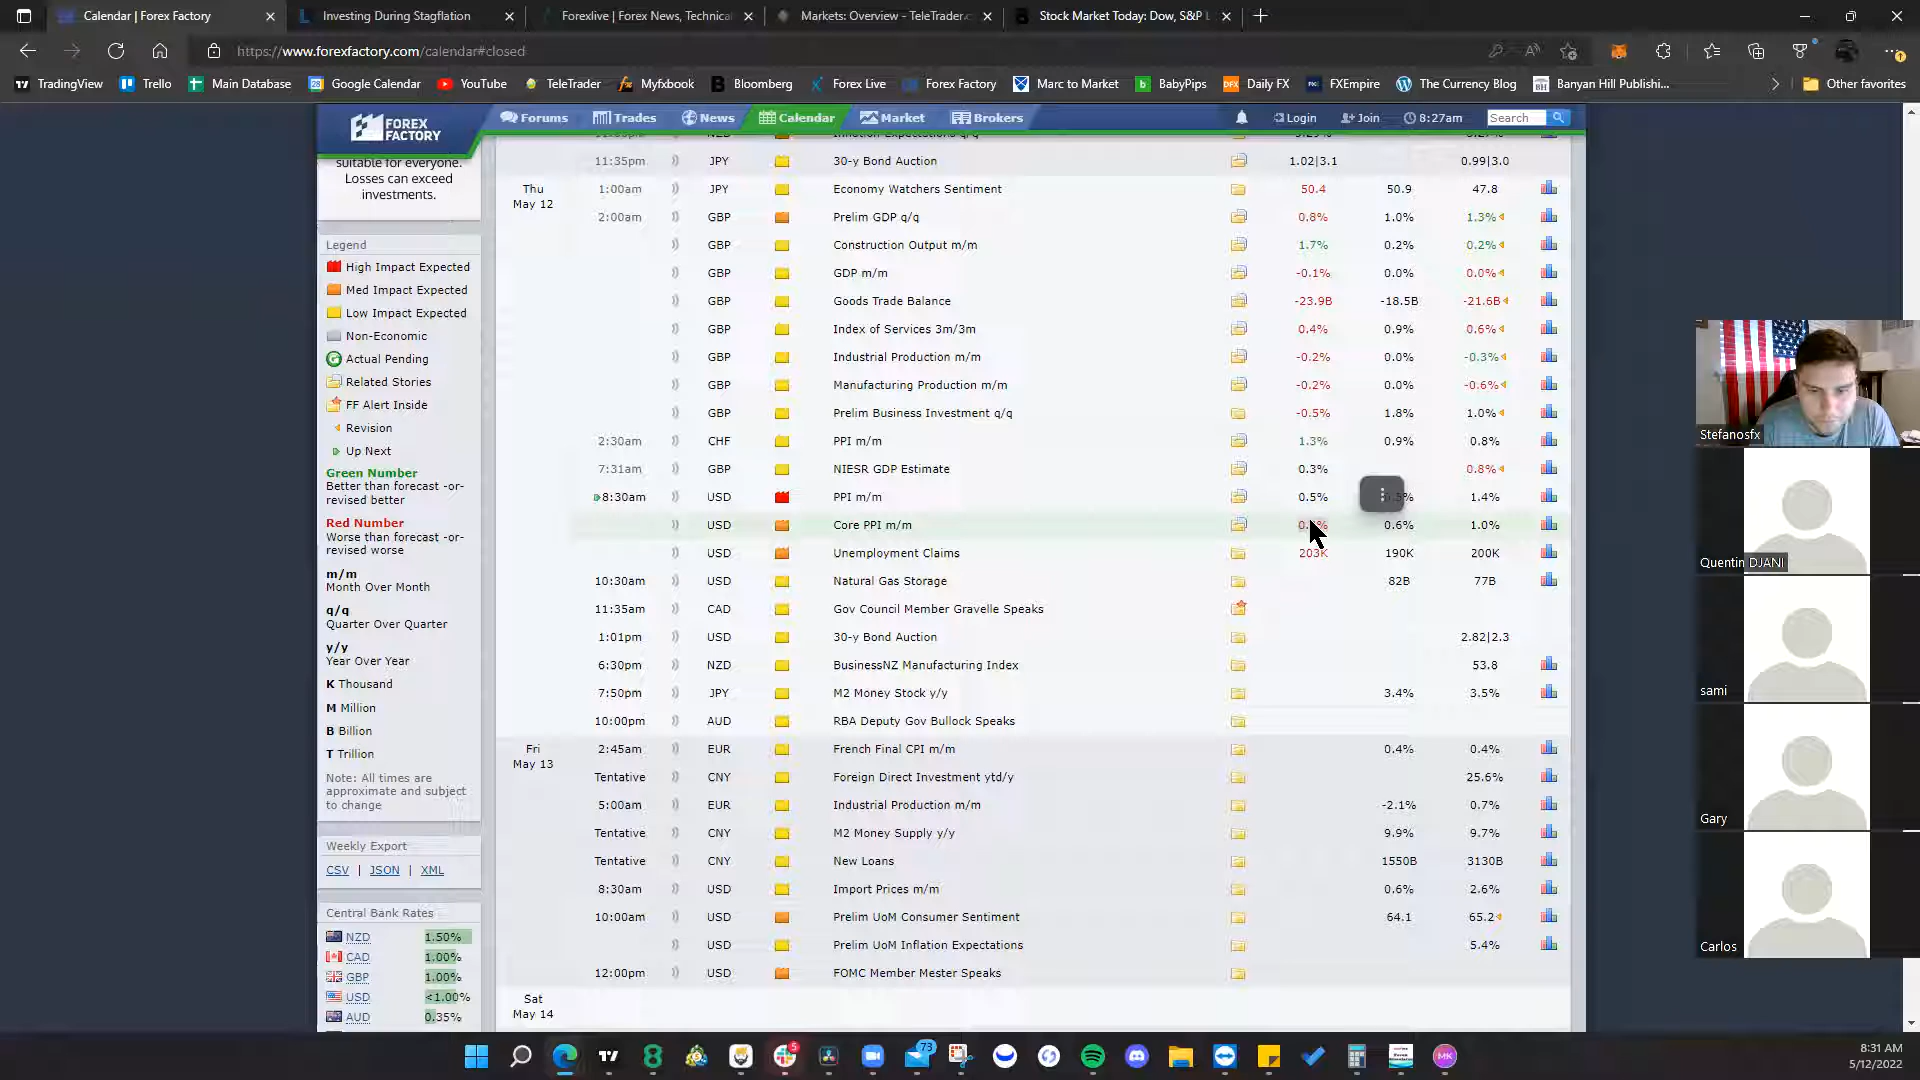 Calendar | Forex Factory
Investing During Stagflation
Forexlive | Forex News, Technical
Markets: Overview - TeleTrader.c
Stock Market Today: Dow, S&P L
https://www.forexfactory.com/calendar#closed
TradingView Trello Main Database Google Calendar YouTube TeleTrader Myfxbook Bloomberg Forex Live Forex Factory Marc to Market BabyPips Daily FX FXEmpire The Currency Blog Banyan Hill Publishi... Other favorites
FOREX FACTORY
Forums Trades News Calendar Market Brokers Login Join 8:27am Search
suitable for everyone.
Losses can exceed
investments.
Legend
High Impact Expected
Med Impact Expected
Low Impact Expected
Non-Economic
Actual Pending
Related Stories
FF Alert Inside
Revision
Up Next
Green Number
Better than forecast -or-
revised better
Red Number
Worse than forecast -or-
revised worse
m/m
Month Over Month
q/q
Quarter Over Quarter
y/y
Year Over Year
K Thousand
M Million
B Billion
T Trillion
Note: All times are
approximate and subject
to change
Weekly Export
CSV | JSON | XML
Central Bank Rates
NZD 1.50%
CAD 1.00%
GBP 1.00%
USD <1.00%
AUD 0.35%
11:35pm JPY 30-y Bond Auction 1.02|3.1 0.99|3.0
Thu May 12 1:00am JPY Economy Watchers Sentiment 50.4 50.9 47.8
2:00am GBP Prelim GDP q/q 0.8% 1.0% 1.3%
GBP Construction Output m/m 1.7% 0.2% 0.2%
GBP GDP m/m -0.1% 0.0% 0.0%
GBP Goods Trade Balance -23.9B -18.5B -21.6B
GBP Index of Services 3m/3m 0.4% 0.9% 0.6%
GBP Industrial Production m/m -0.2% 0.0% -0.3%
GBP Manufacturing Production m/m -0.2% 0.0% -0.6%
GBP Prelim Business Investment q/q -0.5% 1.8% 1.0%
2:30am CHF PPI m/m 1.3% 0.9% 0.8%
7:31am GBP NIESR GDP Estimate 0.3% 0.8%
8:30am USD PPI m/m 0.5% 1.4%
USD Core PPI m/m 0.6% 1.0%
USD Unemployment Claims 203K 190K 200K
10:30am USD Natural Gas Storage 82B 77B
11:35am CAD Gov Council Member Gravelle Speaks
1:01pm USD 30-y Bond Auction 2.82|2.3
6:30pm NZD BusinessNZ Manufacturing Index 53.8
7:50pm JPY M2 Money Stock y/y 3.4% 3.5%
10:00pm AUD RBA Deputy Gov Bullock Speaks
Fri May 13 2:45am EUR French Final CPI m/m 0.4% 0.4%
Tentative CNY Foreign Direct Investment ytd/y 25.6%
5:00am EUR Industrial Production m/m -2.1% 0.7%
Tentative CNY M2 Money Supply y/y 9.9% 9.7%
Tentative CNY New Loans 1550B 3130B
8:30am USD Import Prices m/m 0.6% 2.6%
10:00am USD Prelim UoM Consumer Sentiment 64.1 65.2
USD Prelim UoM Inflation Expectations 5.4%
12:00pm USD FOMC Member Mester Speaks
Sat May 14
Stefanosfx
Quentin DJANI
sami
Gary
Carlos
73
5
MK
8:31 AM
5/12/2022